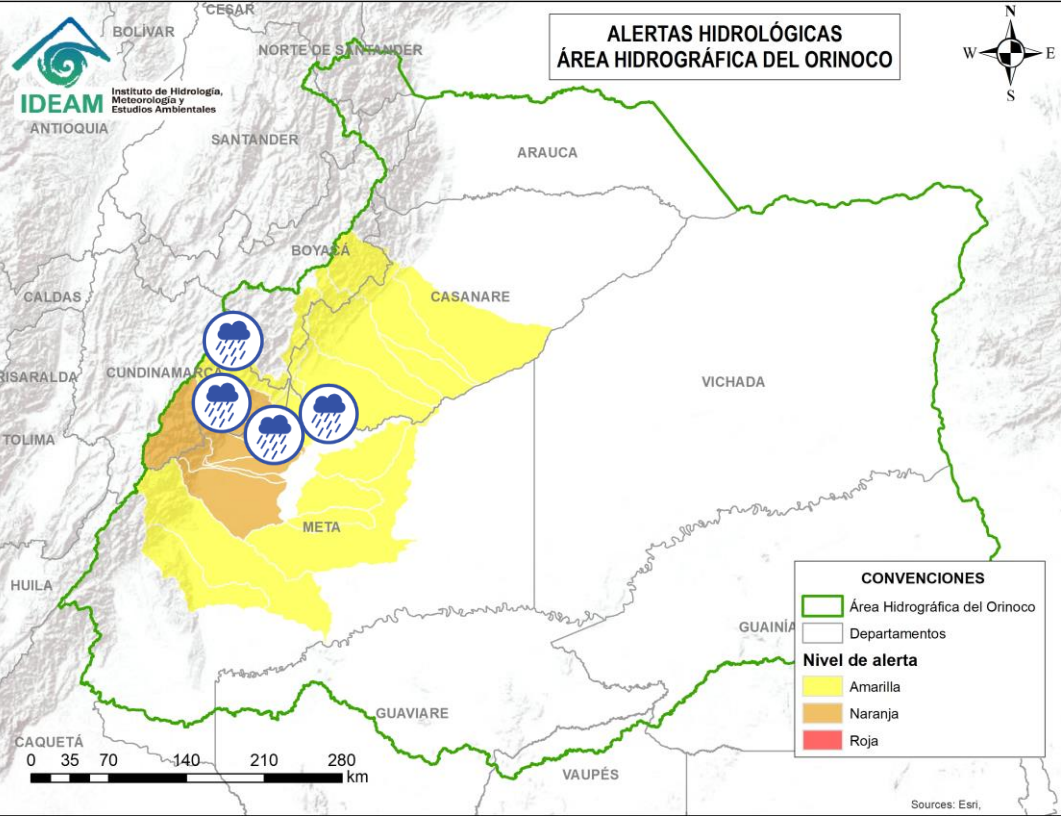 CESAR
BOLÍVAR
ALERTAS HIDROLÓGICAS
ÁREA HIDROGRÁFICA DEL ORINOCO
N
W
E
S
NORTE DE SANTANDER
IDEAM
Instituto de Hidrología,
Meteorología y
Estudios Ambientales
ANTIOQUIA
SANTANDER
ARAUCA
BOYACÁ
CALDAS
CASANARE
RISARALDA
CUNDINAMARCA
VICHADA
TOLIMA
META
HUILA
GUAINÍA
GUAVIARE
CAQUETÁ
VAUPÉS
0 35 70 140 210 280
km
CONVENCIONES
Área Hidrográfica del Orinoco
Departamentos
Nivel de alerta
Amarilla
Naranja
Roja
Sources: Esri,